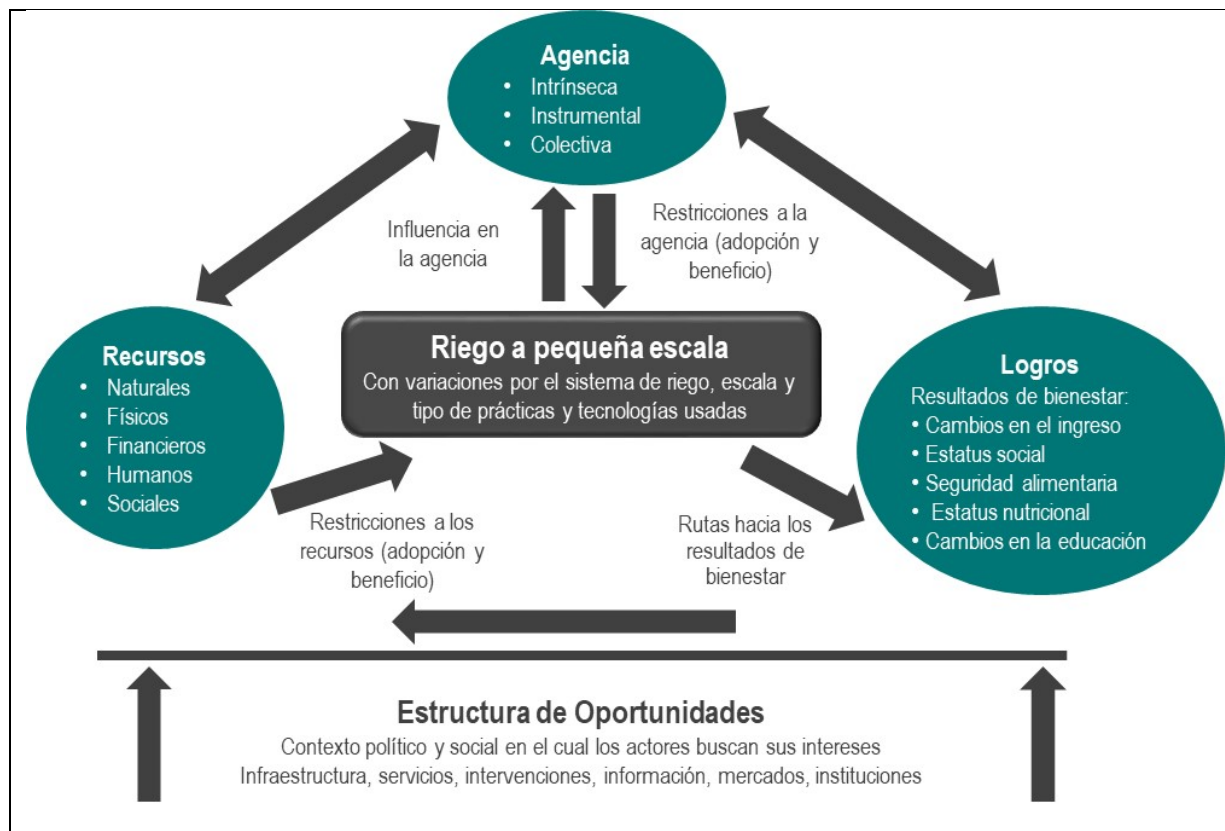 Agencia
• Intrínseca
• Instrumental
• Colectiva
Influencia en
la agencia
Restricciones a la
agencia (adopción y
beneficio)
Recursos
• Naturales
• Físicos
• Financieros
• Humanos
• Sociales
Riego a pequeña escala
Con variaciones por el sistema de riego, escala y
tipo de prácticas y tecnologías usadas
Logros
Resultados de bienestar:
• Cambios en el ingreso
• Estatus social
• Seguridad alimentaria
• Estatus nutricional
• Cambios en la educación
Restricciones a los
recursos (adopción y
beneficio)
Rutas hacia los
resultados de
bienestar
Estructura de Oportunidades
Contexto político y social en el cual los actores buscan sus intereses
Infraestructura, servicios, intervenciones, información, mercados, instituciones